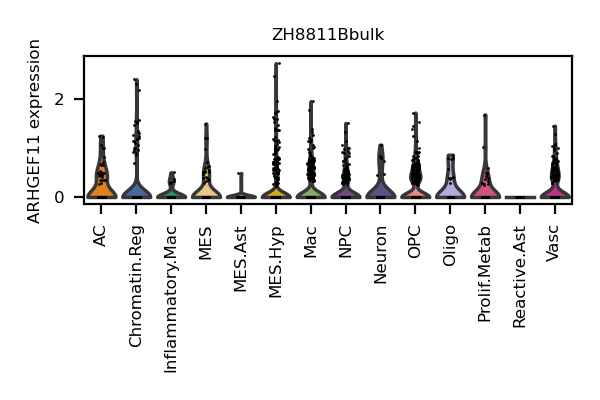 ZH8811Bbulk
ARHGEF11 expression
2
0
AC
Chromatin.Reg
Inflammatory.Mac
MES
MES.Ast
MES.Hyp
Mac
NPC
Neuron
OPC
Oligo
Prolif.Metab
Reactive.Ast
Vasc